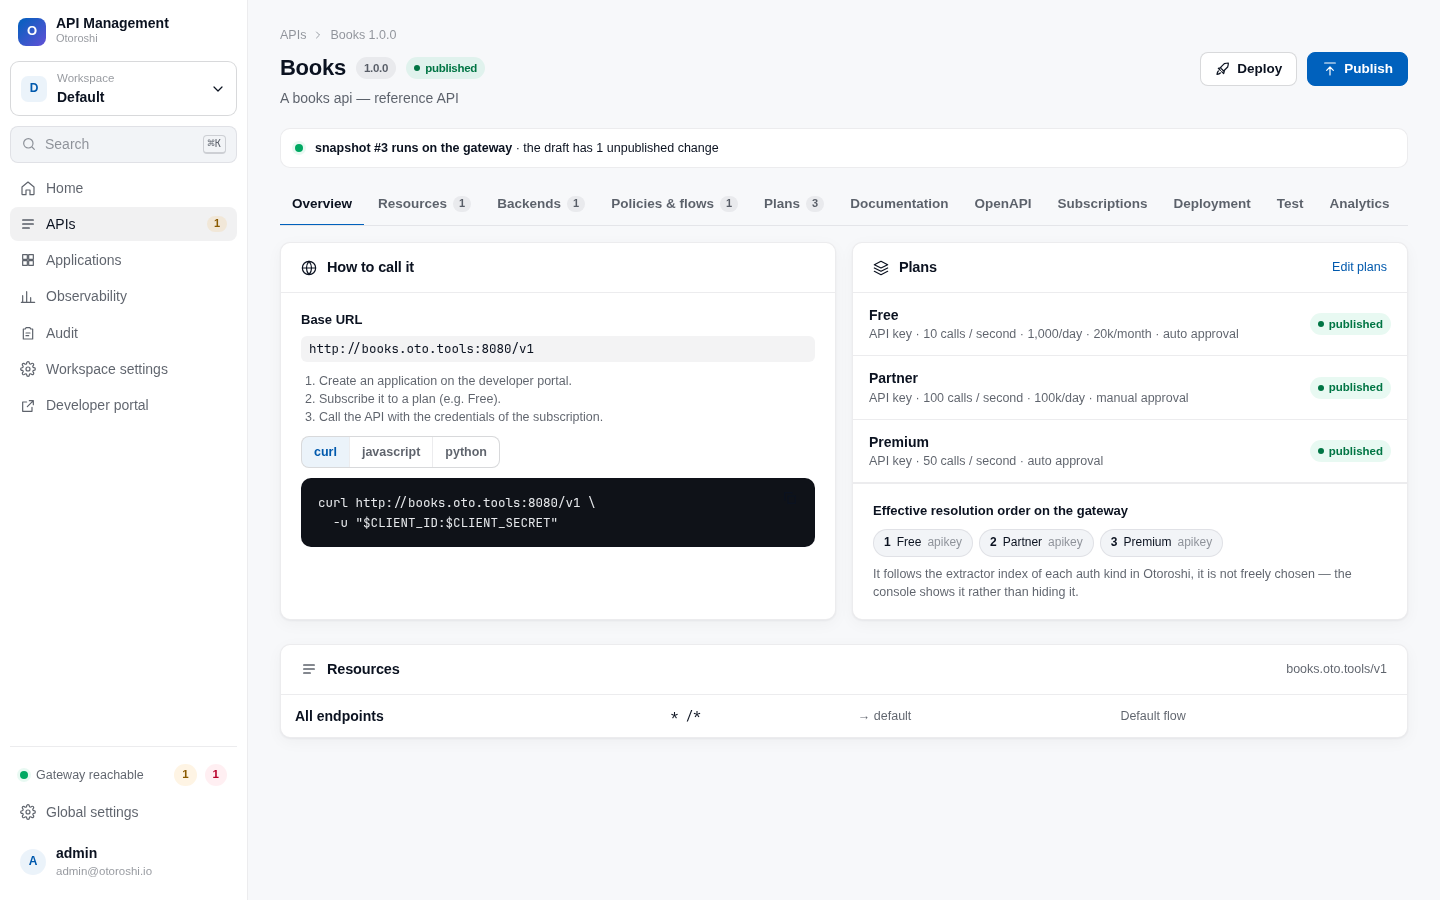 O
API Management
Otoroshi
D
Workspace
Default
Search
⌘K
Home
APIs
1
Applications
Observability
Audit
Workspace settings
Developer portal
Gateway reachable
1
1
Global settings
A
admin
admin@otoroshi.io
APIs > Books 1.0.0
Books 1.0.0 published
Deploy
Publish
A books api — reference API
snapshot #3 runs on the gateway · the draft has 1 unpublished change
Overview Resources 1 Backends 1 Policies & flows 1 Plans 3 Documentation OpenAPI Subscriptions Deployment Test Analytics
How to call it
Base URL
http://books.oto.tools:8080/v1
1. Create an application on the developer portal.
2. Subscribe it to a plan (e.g. Free).
3. Call the API with the credentials of the subscription.
curl javascript python
curl http://books.oto.tools:8080/v1 \
-u "$CLIENT_ID:$CLIENT_SECRET"
Plans
Edit plans
Free
API key · 10 calls / second · 1,000/day · 20k/month · auto approval
published
Partner
API key · 100 calls / second · 100k/day · manual approval
published
Premium
API key · 50 calls / second · auto approval
published
Effective resolution order on the gateway
1 Free apikey 2 Partner apikey 3 Premium apikey
It follows the extractor index of each auth kind in Otoroshi, it is not freely chosen — the
console shows it rather than hiding it.
Resources
books.oto.tools/v1
All endpoints * /* → default Default flow